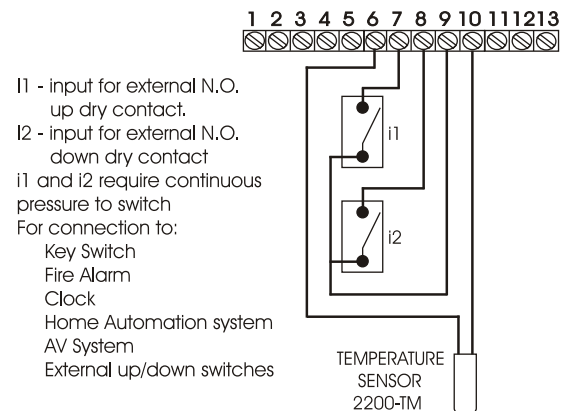 1 2 3 4 5 6 7 8 9 10 11 12 13
I1 - input for external N.O.
up dry contact.
I2 - input for external N.O.
down dry contact
i1 and i2 require continuous
pressure to switch
For connection to:
Key Switch
Fire Alarm
Clock
Home Automation system
AV System
External up/down switches
i1
i2
TEMPERATURE
SENSOR
2200-TM